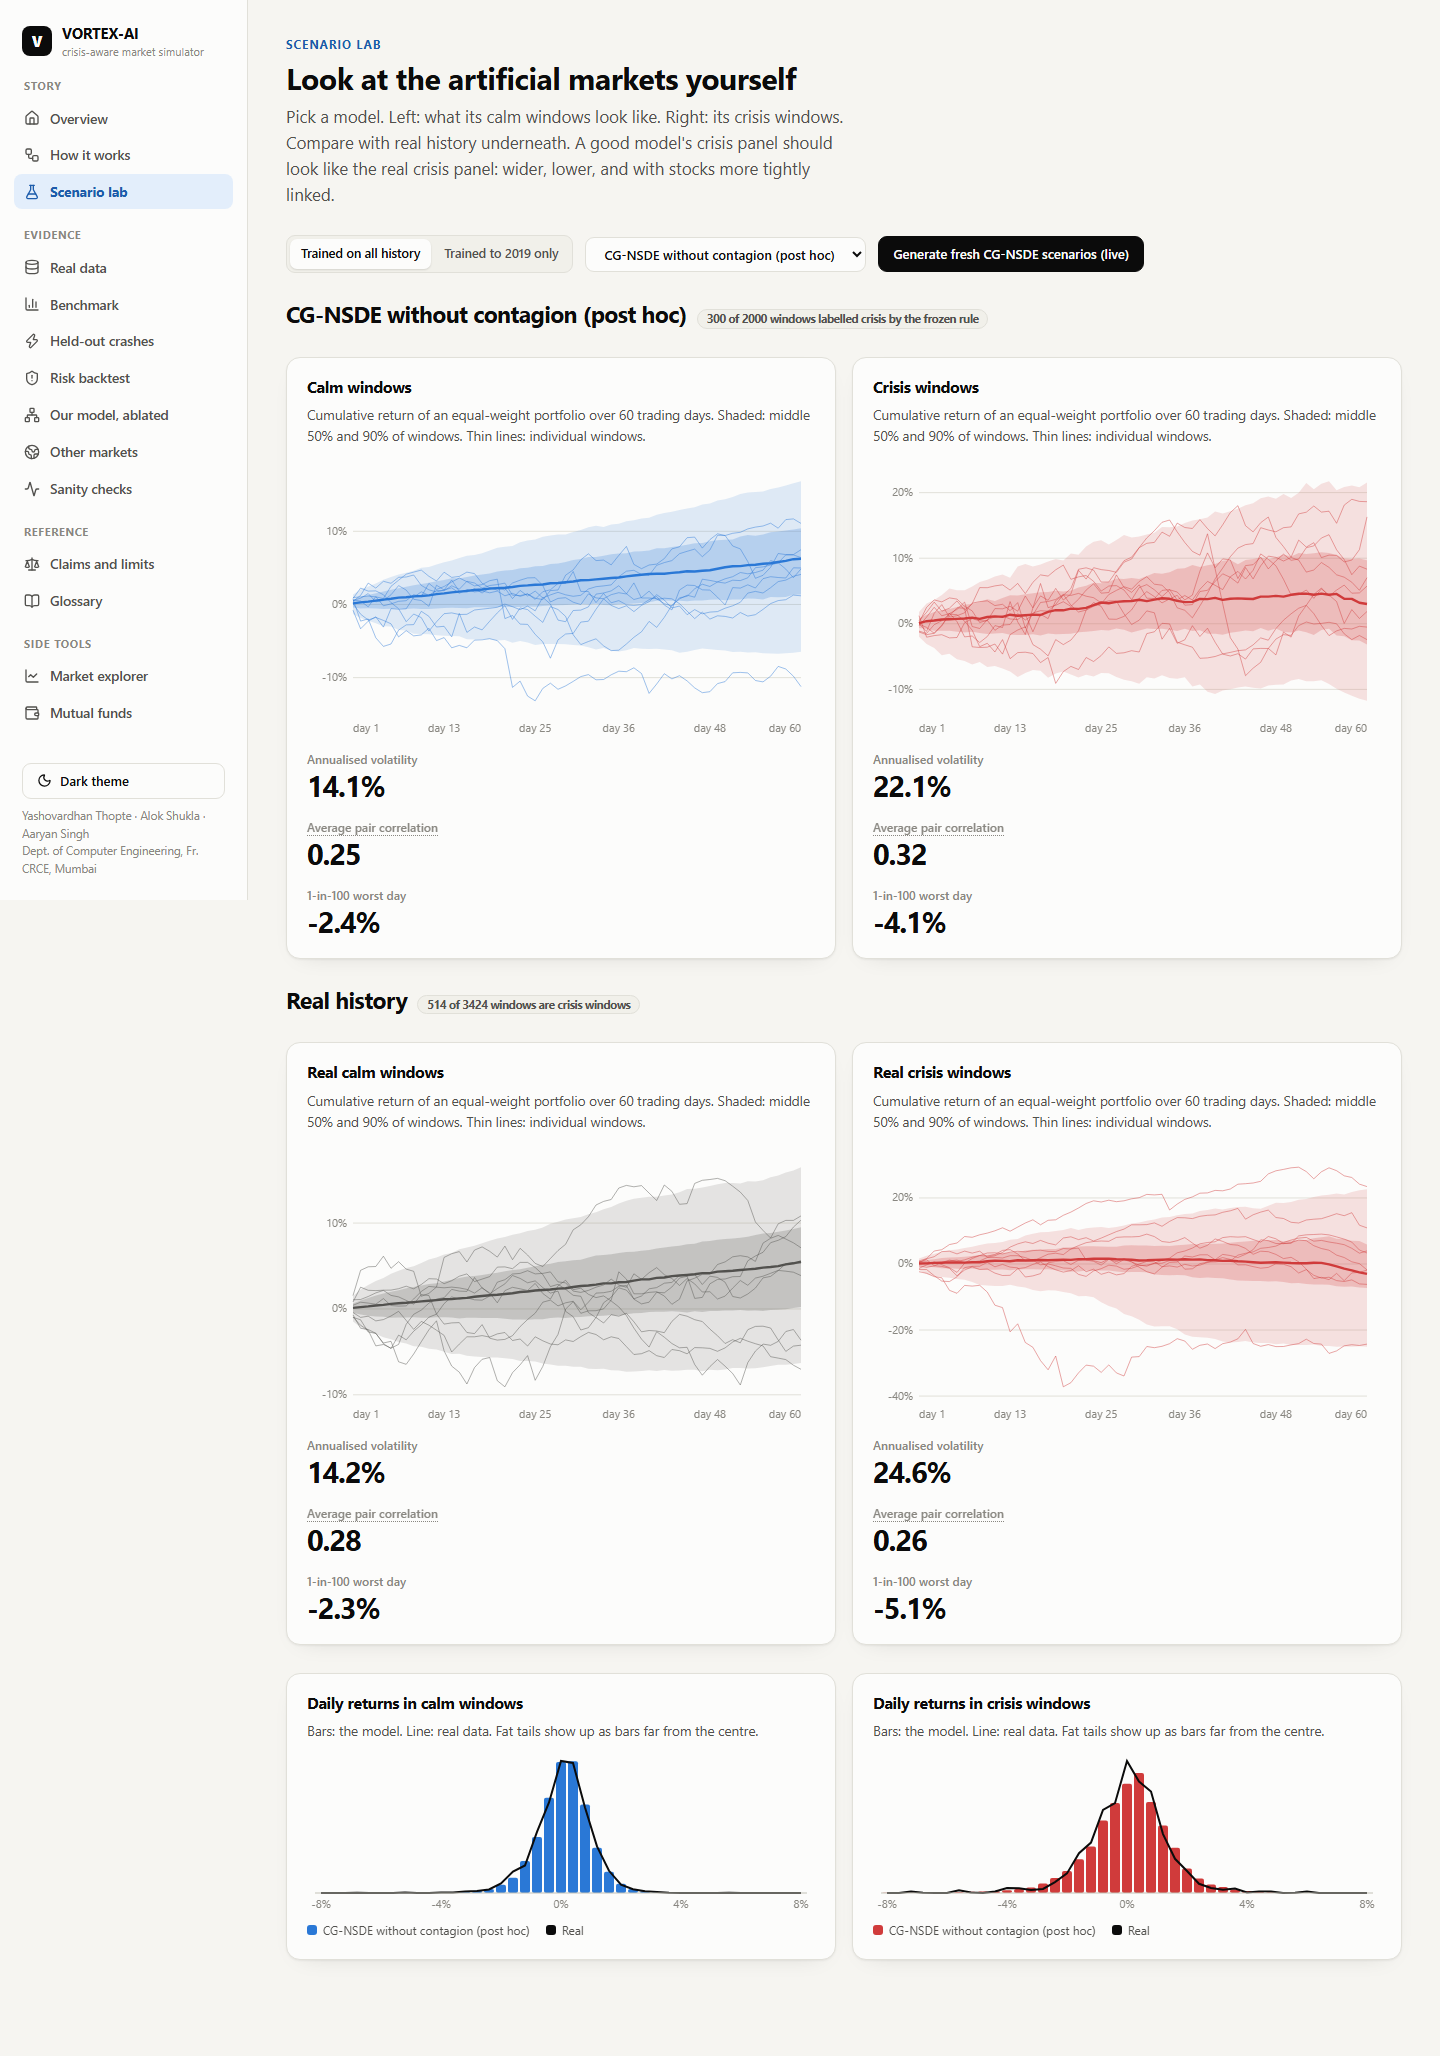 V
VORTEX-AI
crisis-aware market simulator
STORY
Overview
How it works
Scenario lab
EVIDENCE
Real data
Benchmark
Held-out crashes
Risk backtest
Our model, ablated
Other markets
Sanity checks
REFERENCE
Claims and limits
Glossary
SIDE TOOLS
Market explorer
Mutual funds
Dark theme
Yashovardhan Thopte · Alok Shukla ·
Aaryan Singh
Dept. of Computer Engineering, Fr.
CRCE, Mumbai
SCENARIO LAB
Look at the artificial markets yourself
Pick a model. Left: what its calm windows look like. Right: its crisis windows.
Compare with real history underneath. A good model's crisis panel should
look like the real crisis panel: wider, lower, and with stocks more tightly
linked.
Trained on all history
Trained to 2019 only
CG-NSDE without contagion (post hoc)
Generate fresh CG-NSDE scenarios (live)
CG-NSDE without contagion (post hoc)
300 of 2000 windows labelled crisis by the frozen rule
Calm windows
Cumulative return of an equal-weight portfolio over 60 trading days. Shaded: middle
50% and 90% of windows. Thin lines: individual windows.
10%
0%
-10%
day 1 day 13 day 25 day 36 day 48 day 60
Annualised volatility
14.1%
Average pair correlation
0.25
1-in-100 worst day
-2.4%
Crisis windows
Cumulative return of an equal-weight portfolio over 60 trading days. Shaded: middle
50% and 90% of windows. Thin lines: individual windows.
20%
10%
0%
-10%
day 1 day 13 day 25 day 36 day 48 day 60
Annualised volatility
22.1%
Average pair correlation
0.32
1-in-100 worst day
-4.1%
Real history
514 of 3424 windows are crisis windows
Real calm windows
Cumulative return of an equal-weight portfolio over 60 trading days. Shaded: middle
50% and 90% of windows. Thin lines: individual windows.
10%
0%
-10%
day 1 day 13 day 25 day 36 day 48 day 60
Annualised volatility
14.2%
Average pair correlation
0.28
1-in-100 worst day
-2.3%
Real crisis windows
Cumulative return of an equal-weight portfolio over 60 trading days. Shaded: middle
50% and 90% of windows. Thin lines: individual windows.
20%
0%
-20%
-40%
day 1 day 13 day 25 day 36 day 48 day 60
Annualised volatility
24.6%
Average pair correlation
0.26
1-in-100 worst day
-5.1%
Daily returns in calm windows
Bars: the model. Line: real data. Fat tails show up as bars far from the centre.
-8% -4% 0% 4% 8%
CG-NSDE without contagion (post hoc) Real
Daily returns in crisis windows
Bars: the model. Line: real data. Fat tails show up as bars far from the centre.
-8% -4% 0% 4% 8%
CG-NSDE without contagion (post hoc) Real